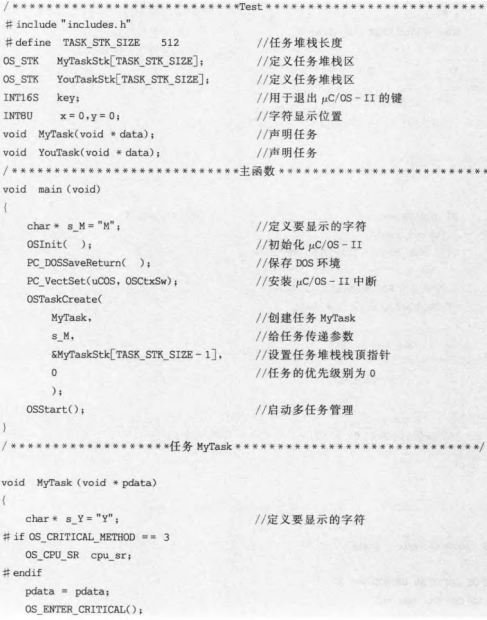 /***************************Test*****************************
#include "includes.h"
#define TASK_STK_SIZE 512 //任务堆栈长度
OS_STK MyTaskStk[TASK_STK_SIZE]; //定义任务堆栈区
OS_STK YouTaskStk[TASK_STK_SIZE]; //定义任务堆栈区
INT16S key; //用于退出 μC/OS-II 的键
INT8U x=0,y=0; //字符显示位置
void MyTask(void *data); //声明任务
void YouTask(void *data); //声明任务
/***************************主函数*************************
void main (void)
{
char* s_M="M"; //定义要显示的字符
OSInit( ); //初始化 μC/OS-II
PC_DOSSaveReturn( ); //保存 DOS 环境
PC_VectSet(uCOS, OSCtxSw); //安装 μC/OS-II 中断
OSTaskCreate(
MyTask, //创建任务 MyTask
s_M, //给任务传递参数
&MyTaskStk[TASK_STK_SIZE-1], //设置任务堆栈栈顶指针
0 //任务的优先级别为 0
);
OSStart(); //启动多任务管理
}
/*******************任务 MyTask*****************************/
void MyTask (void * pdata)
{
char* s_Y="Y"; //定义要显示的字符
#if OS_CRITICAL_METHOD == 3
OS_CPU_SR cpu_sr;
#endif
pdata = pdata;
OS_ENTER_CRITICAL();